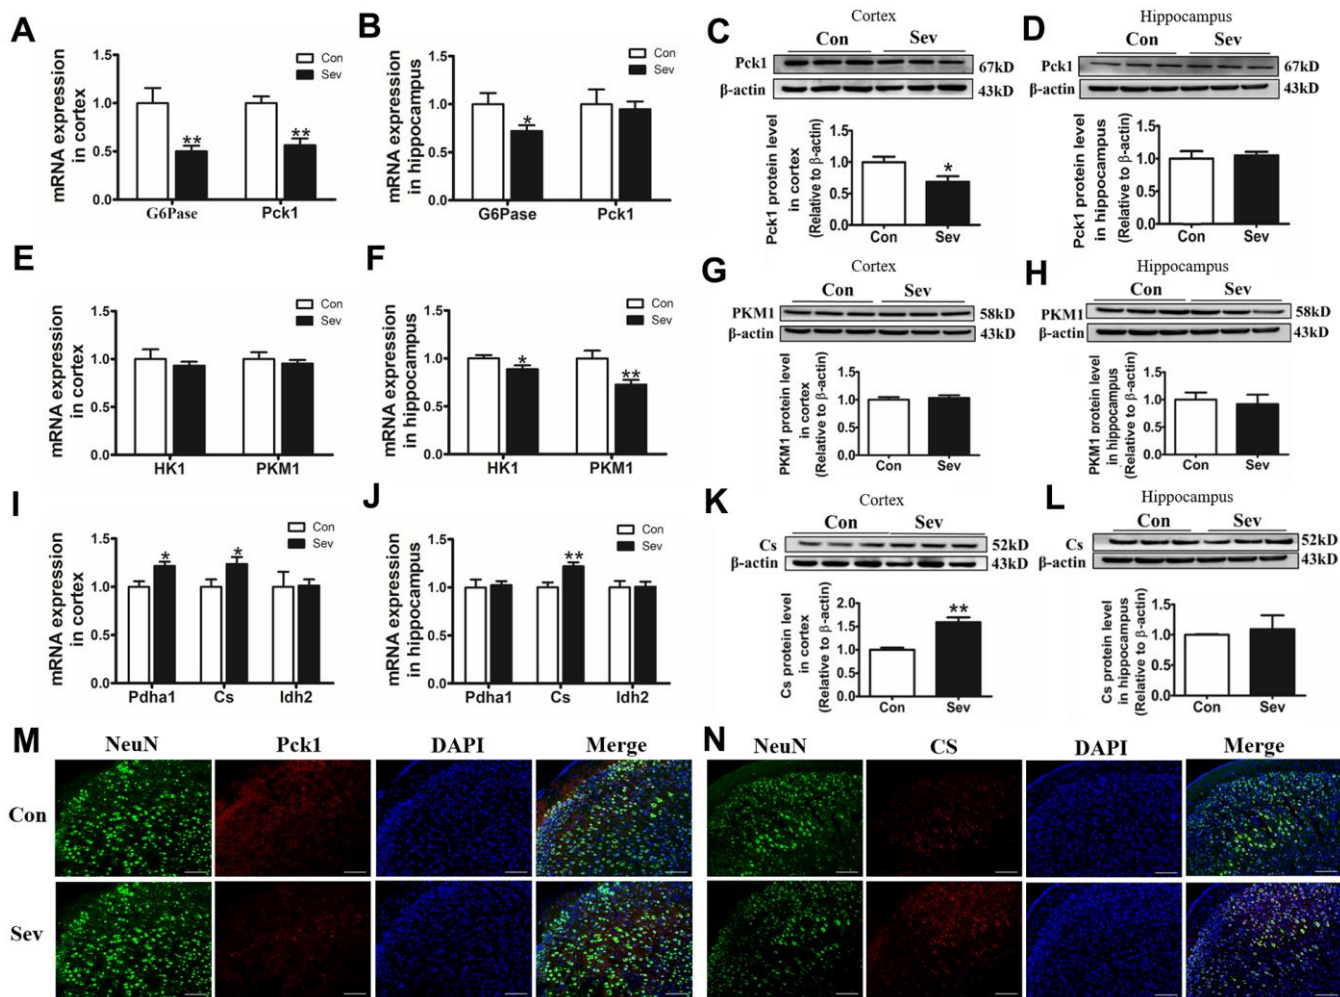 A
mRNA expression
in cortex
1.5
1.0
0.5
0.0
Con
Sev
**
**
G6Pase
Pck1
B
mRNA expression
in hippocampus
1.5
1.0
0.5
0.0
Con
Sev
*
G6Pase
Pck1
C
Cortex
Con
Sev
Pck1
67kD
β-actin
43kD
Pck1 protein level
in cortex
(Relative to β-actin)
1.5
1.0
0.5
0.0
*
Con
Sev
D
Hippocampus
Con
Sev
Pck1
67kD
β-actin
43kD
Pck1 protein level
in hippocampus
(Relative to β-actin)
1.5
1.0
0.5
0.0
Con
Sev
E
mRNA expression
in cortex
1.5
1.0
0.5
0.0
Con
Sev
HK1
PKM1
F
mRNA expression
in hippocampus
1.5
1.0
0.5
0.0
Con
Sev
*
**
HK1
PKM1
G
Cortex
Con
Sev
PKM1
58kD
β-actin
43kD
PKM1 protein level
in cortex
(Relative to β-actin)
1.5
1.0
0.5
0.0
Con
Sev
H
Hippocampus
Con
Sev
PKM1
58kD
β-actin
43kD
PKM1 protein level
in hippocampus
(Relative to β-actin)
1.5
1.0
0.5
0.0
Con
Sev
I
mRNA expression
in cortex
1.5
1.0
0.5
0.0
Con
Sev
*
*
Pdha1
Cs
Idh2
J
mRNA expression
in hippocampus
1.5
1.0
0.5
0.0
Con
Sev
**
Pdha1
Cs
Idh2
K
Cortex
Con
Sev
Cs
52kD
β-actin
43kD
Cs protein level
in cortex
(Relative to β-actin)
2.0
1.5
1.0
0.5
0.0
**
Con
Sev
L
Hippocampus
Con
Sev
Cs
52kD
β-actin
43kD
Cs protein level
in hippocampus
(Relative to β-actin)
1.5
1.0
0.5
0.0
Con
Sev
M
NeuN
Pck1
DAPI
Merge
Con
Sev
N
NeuN
CS
DAPI
Merge